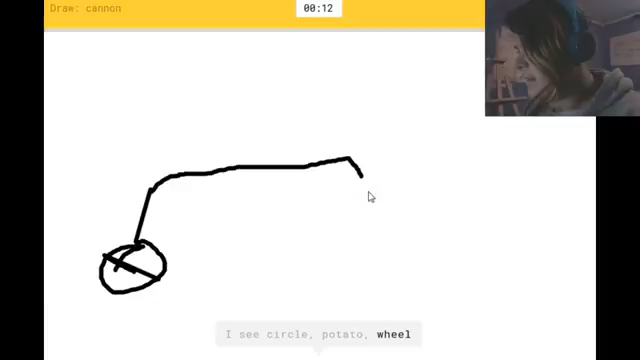 Draw: cannon
00:12
I see circle, potato, wheel